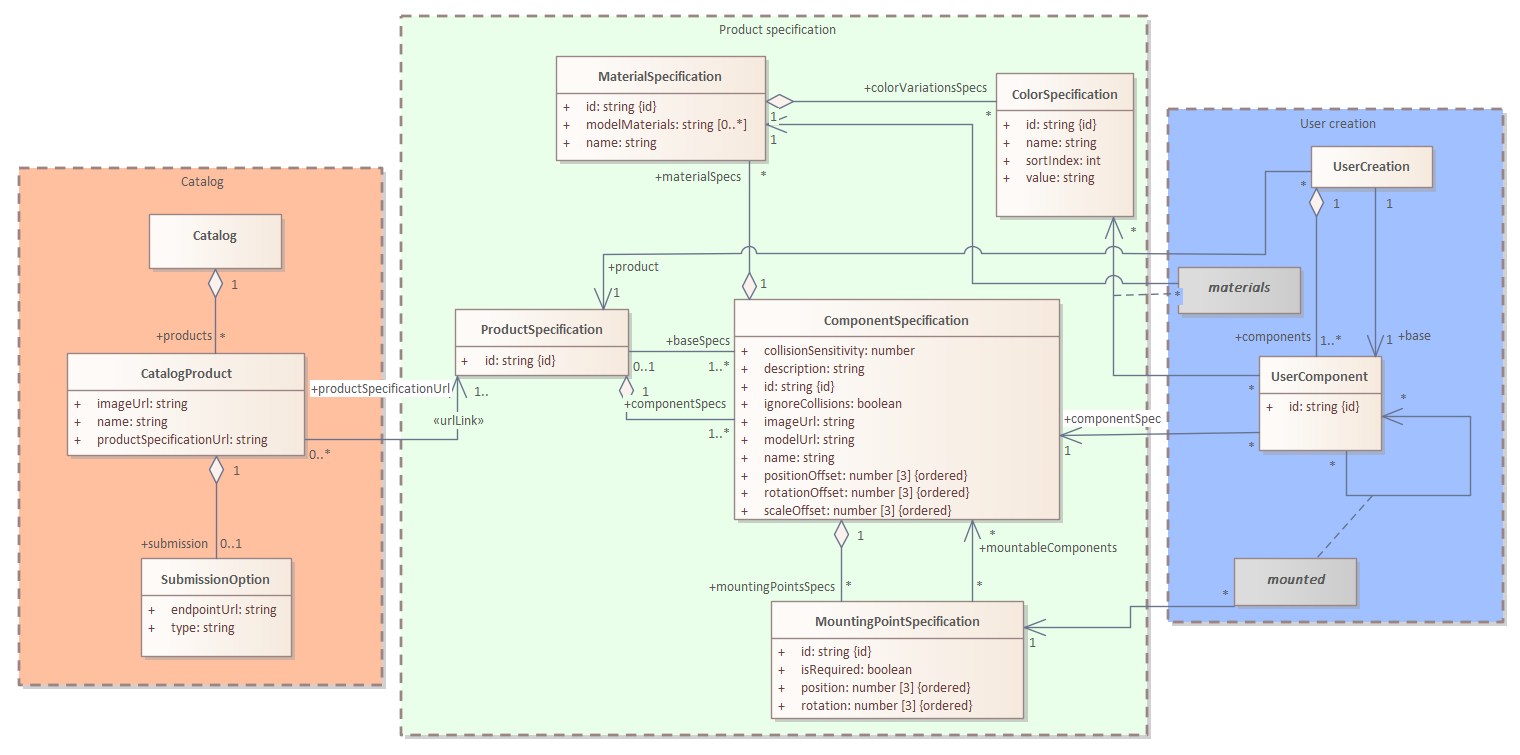 Catalog
Catalog
1
+products
*
CatalogProduct
+ imageUrl: string
+ name: string
+ productSpecificationUrl: string
0..*
1
+submission
0..1
SubmissionOption
+ endpointUrl: string
+ type: string
+productSpecificationUrl
1..
«urlLink»
Product specification
MaterialSpecification
+ id: string {id}
+ modelMaterials: string [0..*]
+ name: string
+colorVariationsSpecs
1
*
1
+materialSpecs
*
ColorSpecification
+ id: string {id}
+ name: string
+ sortIndex: int
+ value: string
*
+product
1
1
ProductSpecification
+ id: string {id}
+baseSpecs
0..1
1..*
1
+componentSpecs
1..*
ComponentSpecification
+ collisionSensitivity: number
+ description: string
+ id: string {id}
+ ignoreCollisions: boolean
+ imageUrl: string
+ modelUrl: string
+ name: string
+ positionOffset: number [3] {ordered}
+ rotationOffset: number [3] {ordered}
+ scaleOffset: number [3] {ordered}
+componentSpec
1
1
*
+mountableComponents
+mountingPointsSpecs
*
*
MountingPointSpecification
+ id: string {id}
+ isRequired: boolean
+ position: number [3] {ordered}
+ rotation: number [3] {ordered}
1
User creation
UserCreation
*
1
1
materials
*
+components
1..*
1
+base
UserComponent
+ id: string {id}
*
*
*
*
mounted
*